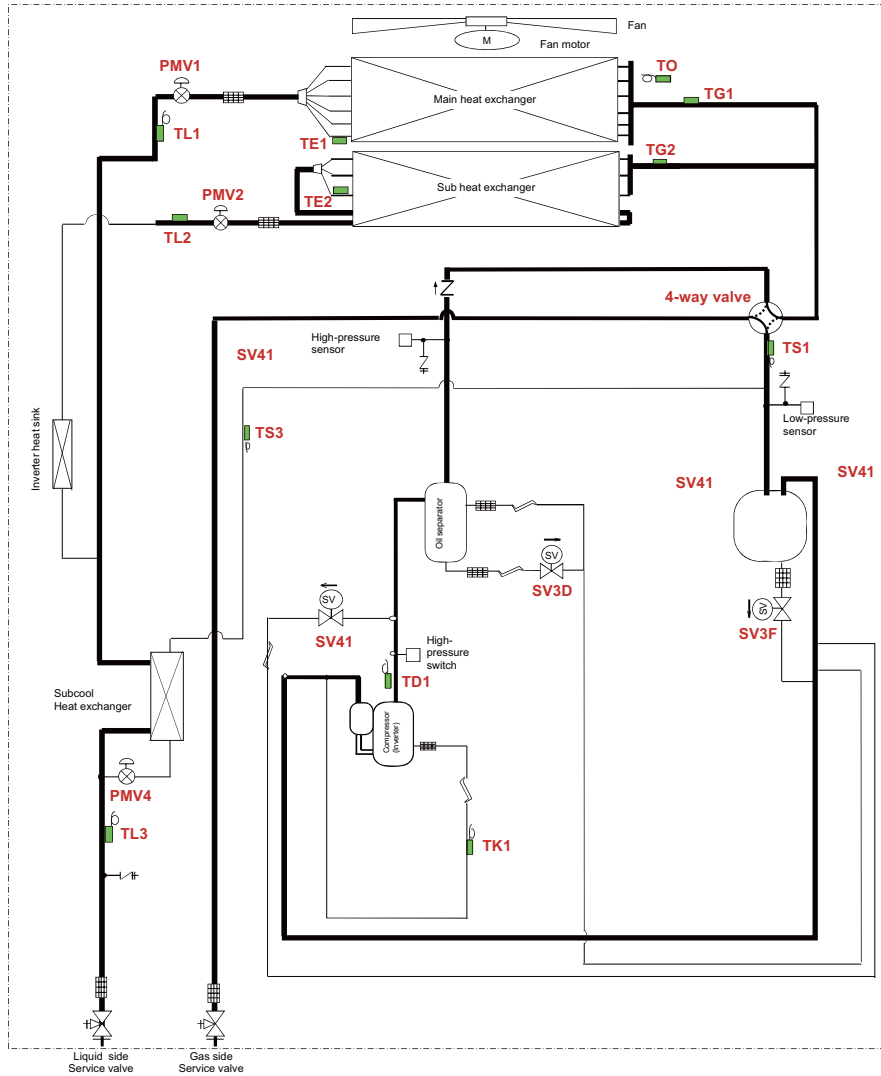 Fan
M
Fan motor
PMV1
TO
Main heat exchanger
TG1
TL1
TE1
TG2
Sub heat exchanger
PMV2
TE2
TL2
4-way valve
High-pressure
sensor
SV41
TS1
Low-pressure
sensor
TS3
Inverter heat sink
SV41
SV41
Oil separator
SV
SV3D
SV
SV41
SV
SV3F
High-
pressure
switch
TD1
Subcool
Heat exchanger
Compressor
(Inverter)
PMV4
TL3
TK1
Liquid side
Service valve
Gas side
Service valve